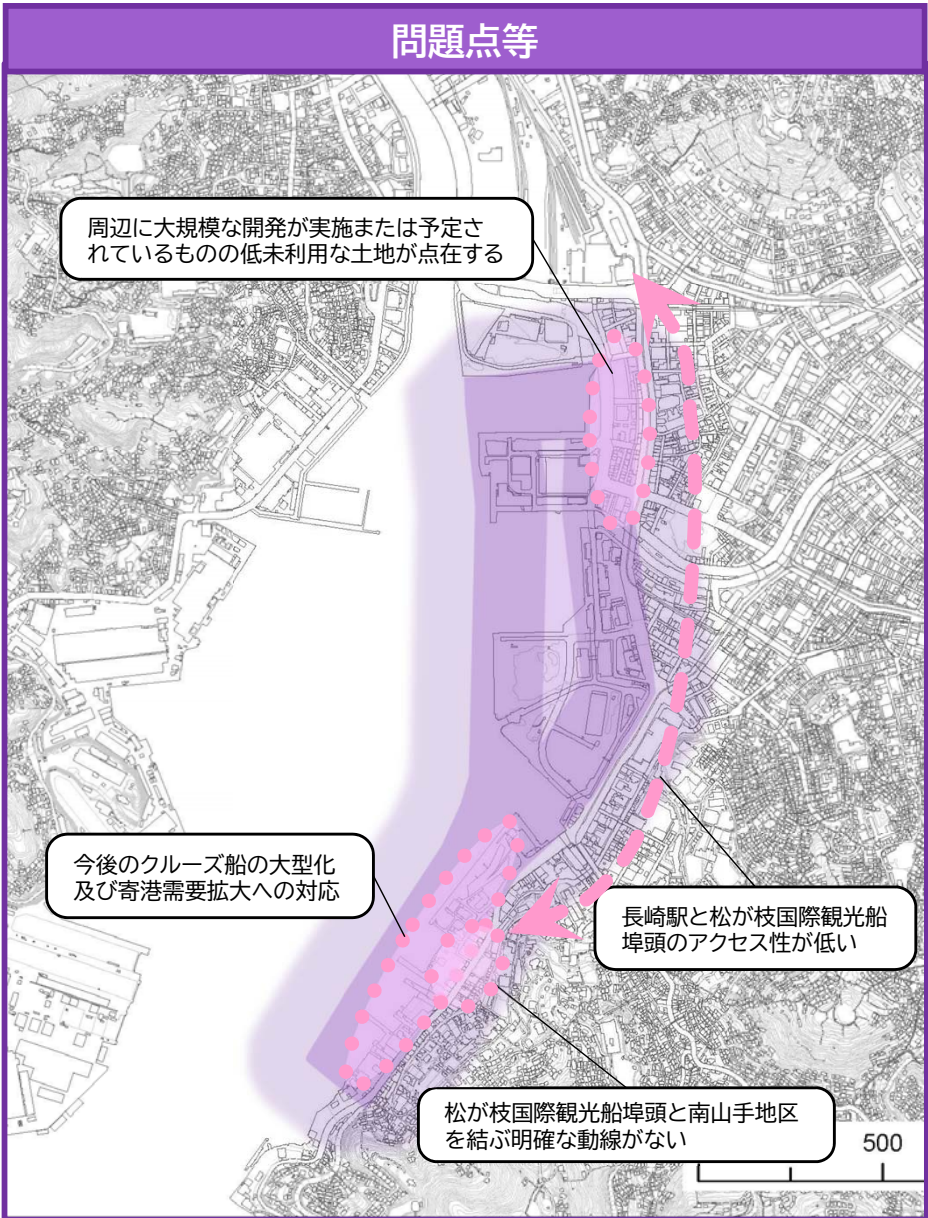 問題点等
周辺に大規模な開発が実施または予定さ
れているものの低未利用な土地が点在する
今後のクルーズ船の大型化
及び寄港需要拡大への対応
長崎駅と松が枝国際観光船
埠頭のアクセス性が低い
松が枝国際観光船埠頭と南山手地区
を結ぶ明確な動線がない
500